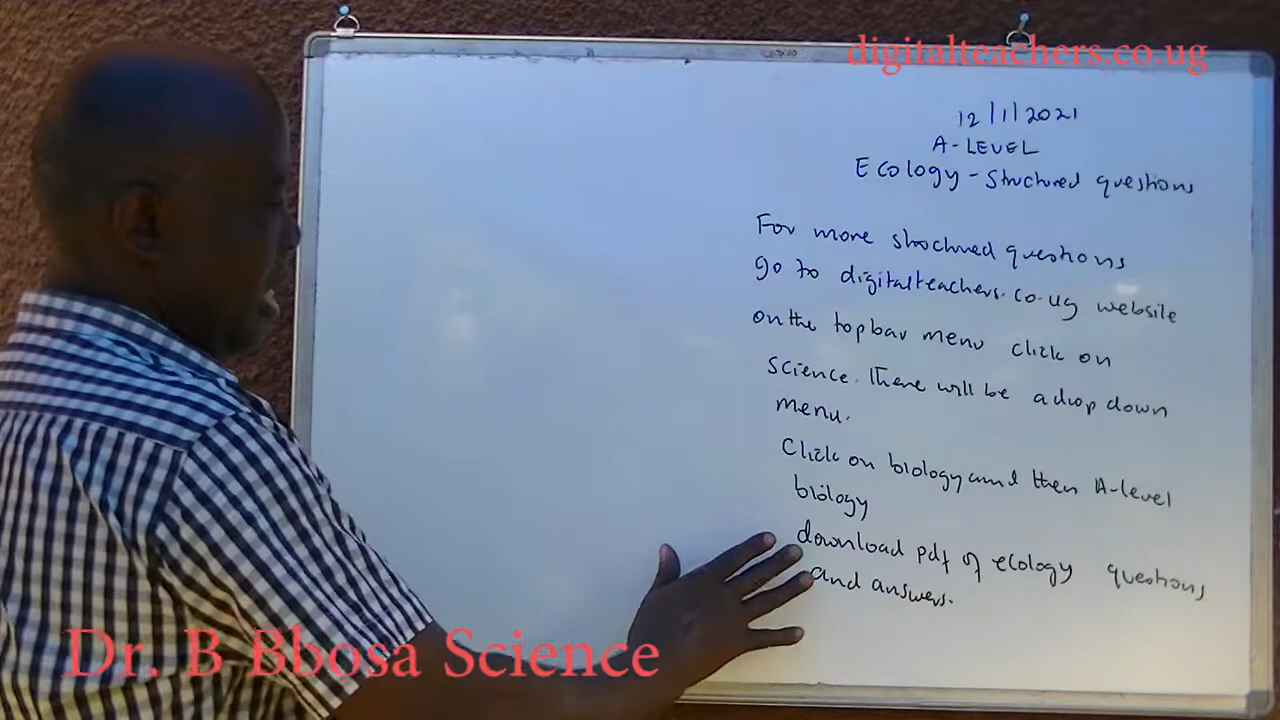 digitalteachers.co.ug
12/1/2021
A-LEVEL
Ecology - Structured questions
For more structured questions
go to digitalteachers.co.ug website
on the top bar menu click on
Science. There will be a drop down
menu.
Click on biology and then A-level
biology
download pdf of ecology questions
and answers.
Dr. B Bbosa Science